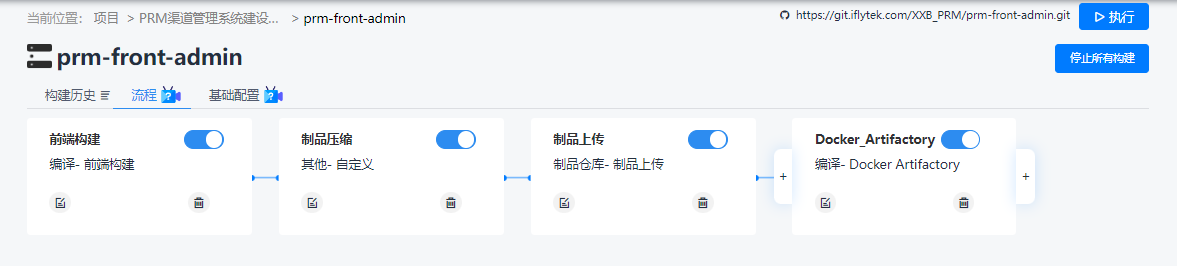 当前位置： 项目 > PRM渠道管理系统建设... > prm-front-admin
https://git.iflytek.com/XXB_PRM/prm-front-admin.git
执行
prm-front-admin
停止所有构建
构建历史 流程 基础配置
前端构建 制品压缩 制品上传 Docker_Artifactory
编译- 前端构建 其他- 自定义 制品仓库- 制品上传 编译- Docker Artifactory
+ +